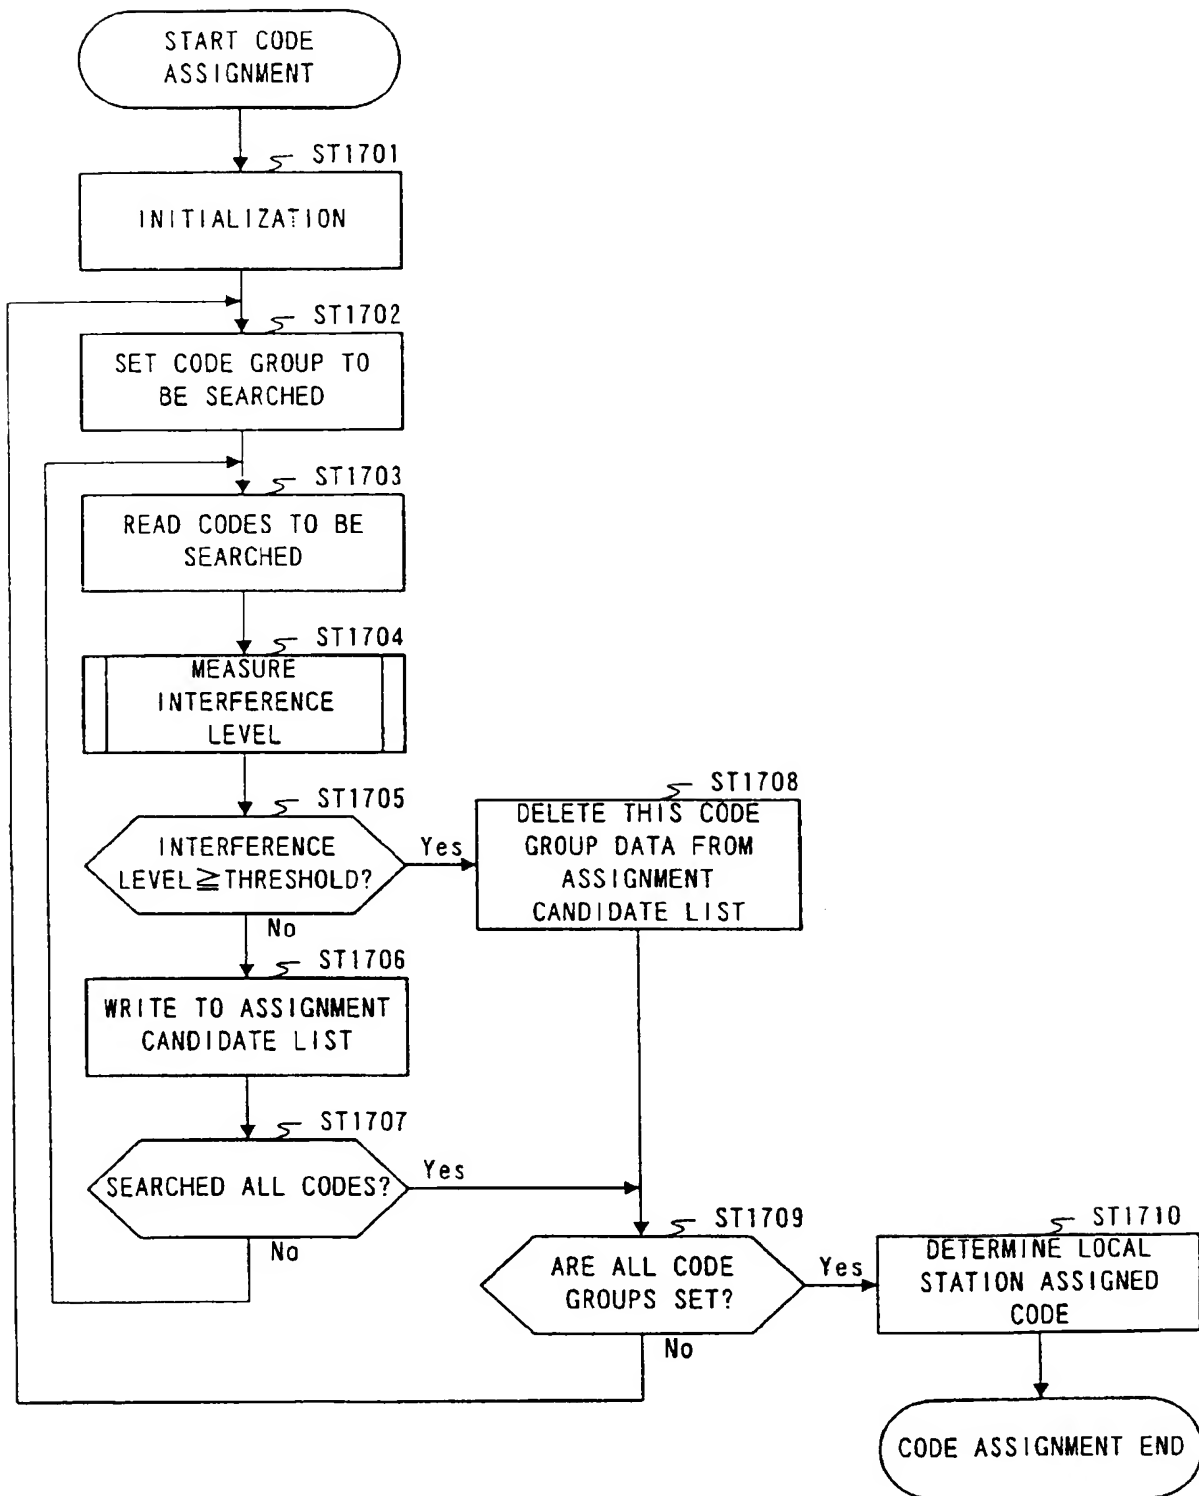 START CODE
ASSIGNMENT
ST1701
INITIALIZATION
ST1702
SET CODE GROUP TO
BE SEARCHED
ST1703
READ CODES TO BE
SEARCHED
ST1704
MEASURE
INTERFERENCE
LEVEL
ST1705
INTERFERENCE
LEVEL≧THRESHOLD?
Yes
No
ST1708
DELETE THIS CODE
GROUP DATA FROM
ASSIGNMENT
CANDIDATE LIST
ST1706
WRITE TO ASSIGNMENT
CANDIDATE LIST
ST1707
SEARCHED ALL CODES?
Yes
No
ST1709
ARE ALL CODE
GROUPS SET?
Yes
No
ST1710
DETERMINE LOCAL
STATION ASSIGNED
CODE
CODE ASSIGNMENT END